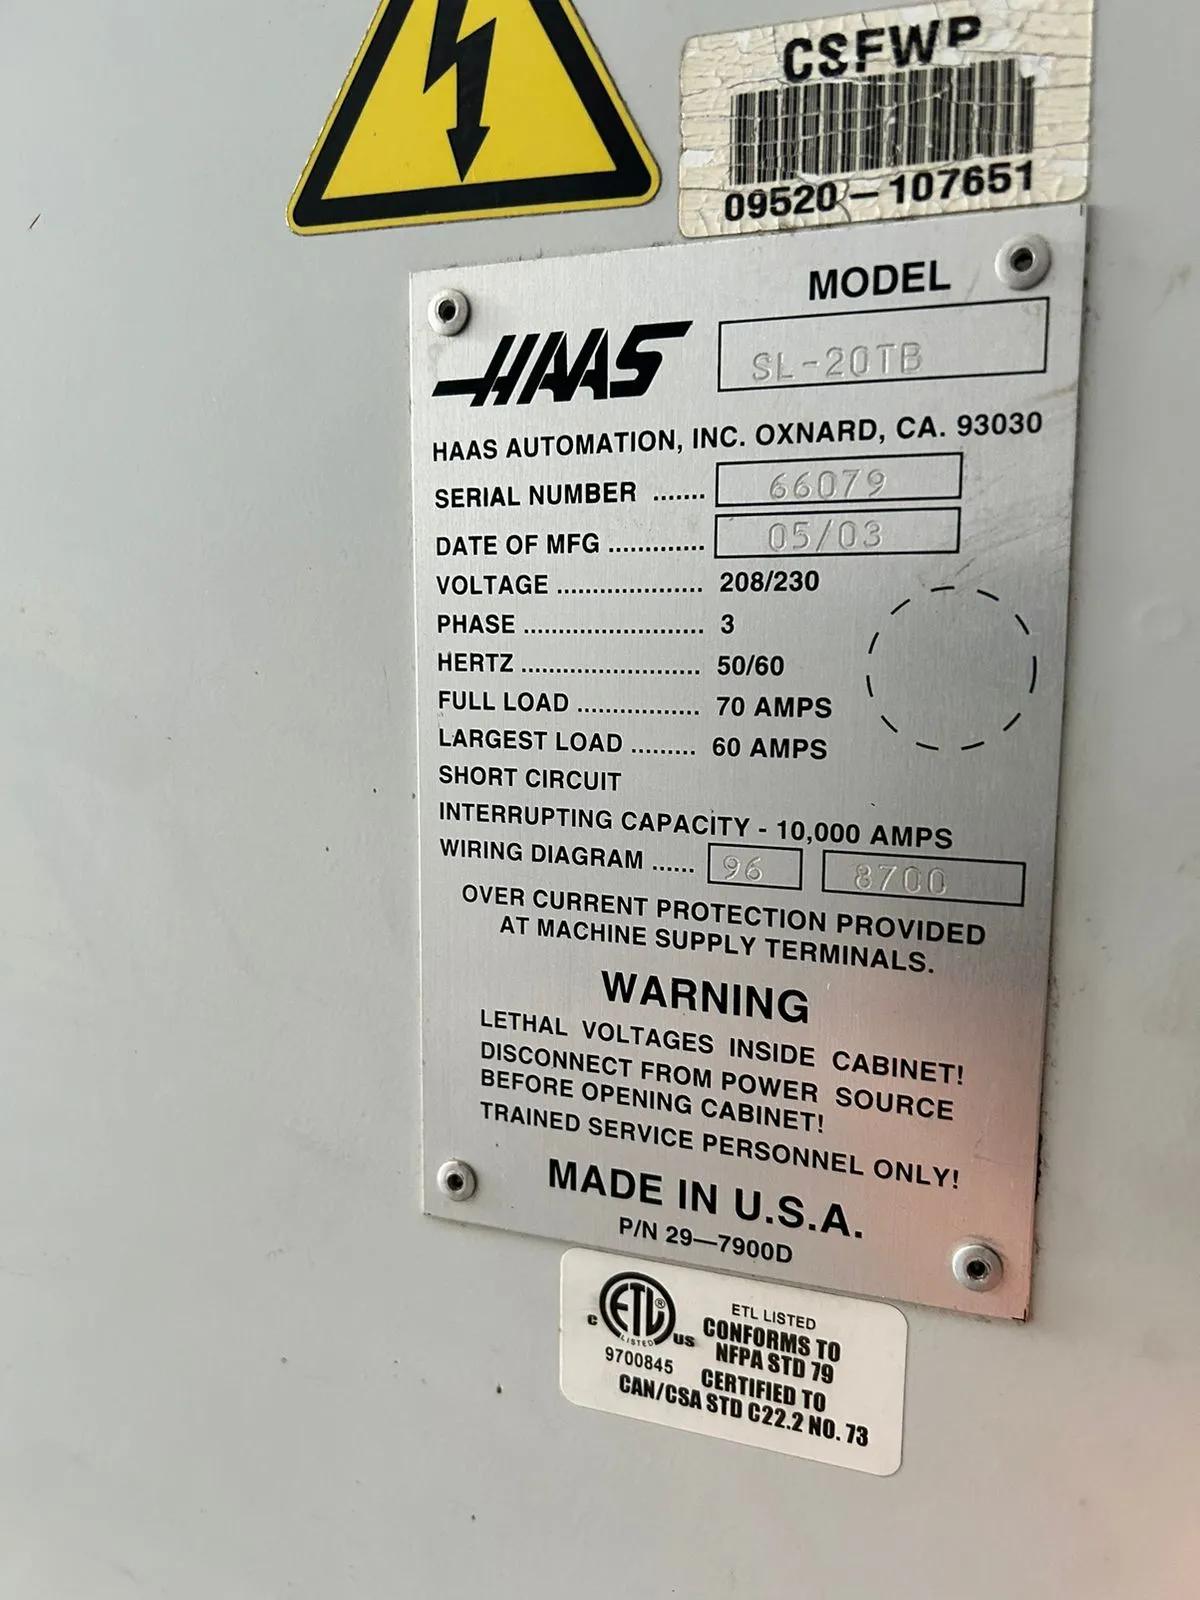 CSFWP
09520-107651
MODEL
HAAS
SL-20TB
HAAS AUTOMATION, INC. OXNARD, CA. 93030
SERIAL NUMBER ....... 66079
DATE OF MFG .............. 05/03
VOLTAGE ..................... 208/230
PHASE .......................... 3
HERTZ .......................... 50/60
FULL LOAD .................. 70 AMPS
LARGEST LOAD ......... 60 AMPS
SHORT CIRCUIT
INTERRUPTING CAPACITY - 10,000 AMPS
WIRING DIAGRAM ...... 96 8700
OVER CURRENT PROTECTION PROVIDED
AT MACHINE SUPPLY TERMINALS.
WARNING
LETHAL VOLTAGES INSIDE CABINET!
DISCONNECT FROM POWER SOURCE
BEFORE OPENING CABINET!
TRAINED SERVICE PERSONNEL ONLY!
MADE IN U.S.A.
P/N 29—7900D
ETL LISTED
C ETL® LISTED US
CONFORMS TO
NFPA STD 79
9700845
CERTIFIED TO
CAN/CSA STD C22.2 NO. 73